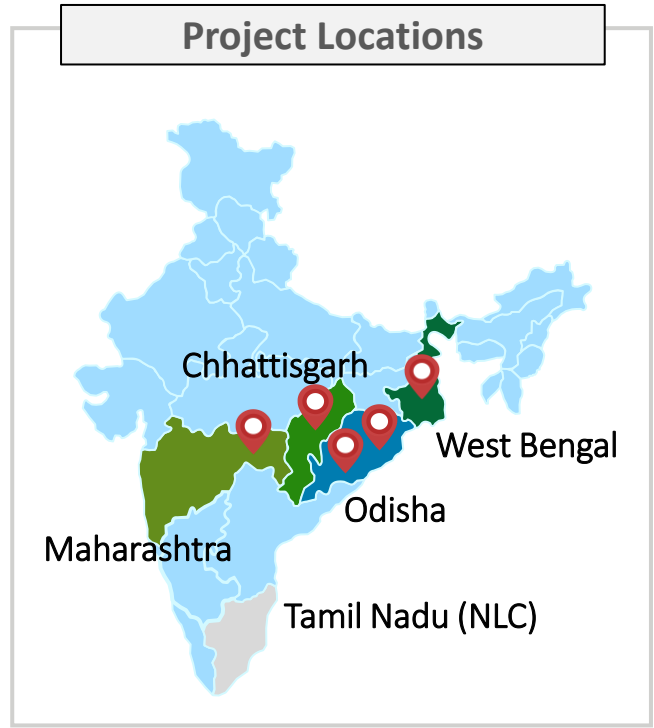 Project Locations
Chhattisgarh
West Bengal
Odisha
Maharashtra
Tamil Nadu (NLC)